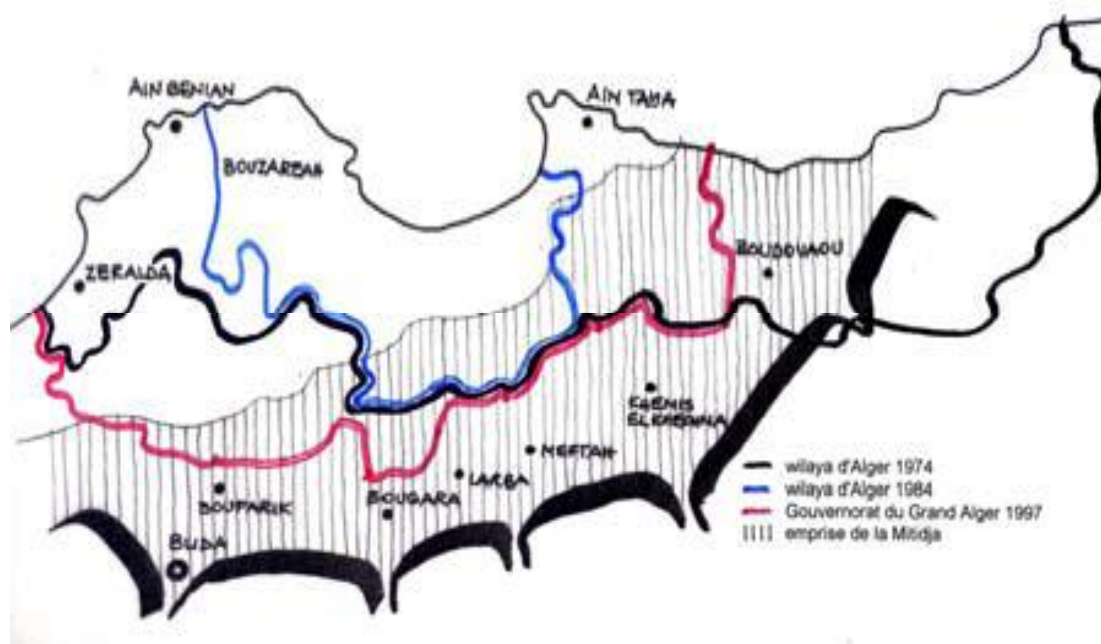 AIN BENIAN
AIN TAYA
BOUZAREAH
ZERALDA
BOUDOUAOU
KHEMIS
EL KHECHNA
MEFTAH
LARBA
BOUFARIK
BOUGARA
BLIDA
wilaya d'Alger 1974
wilaya d'Alger 1984
Gouvernorat du Grand Alger 1997
emprise de la Mitidja